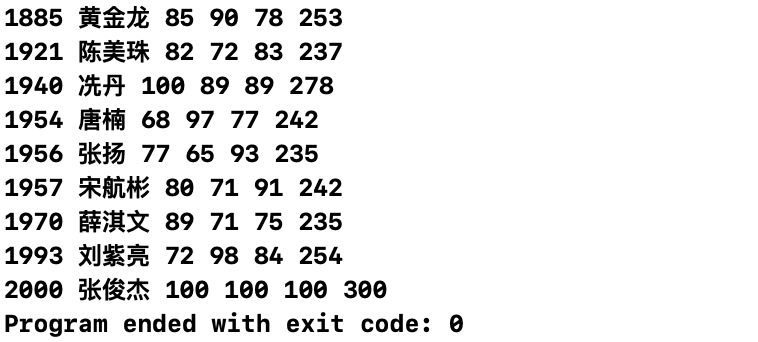 1885 黄金龙 85 90 78 253
1921 陈美珠 82 72 83 237
1940 冼丹 100 89 89 278
1954 唐楠 68 97 77 242
1956 张扬 77 65 93 235
1957 宋航彬 80 71 91 242
1970 薛淇文 89 71 75 235
1993 刘紫亮 72 98 84 254
2000 张俊杰 100 100 100 300
Program ended with exit code: 0